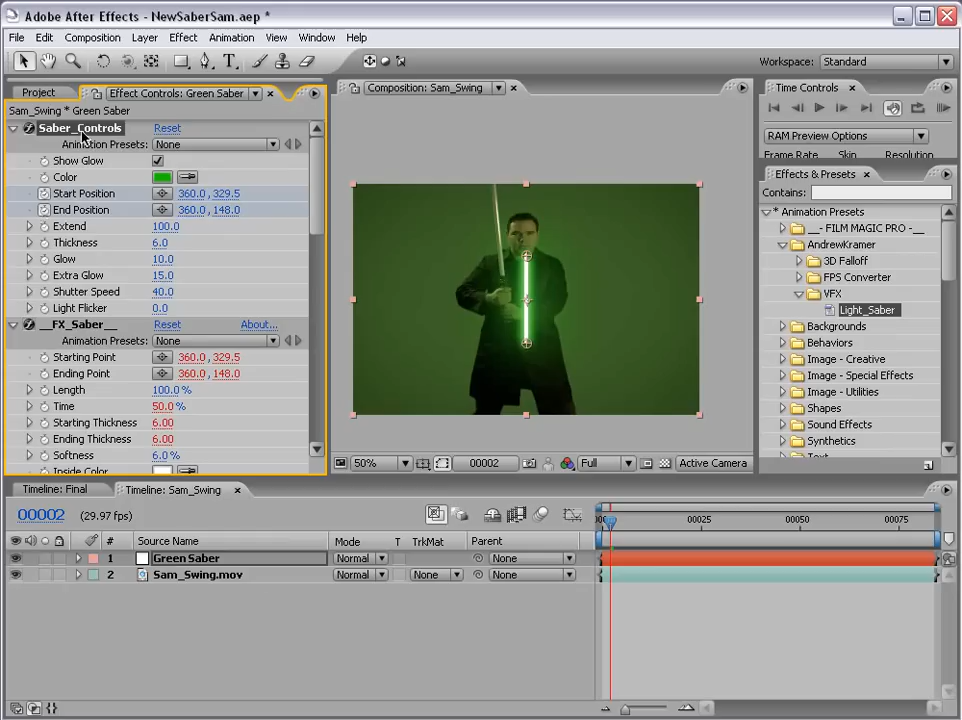 Adobe After Effects - NewSaberSam.aep *
File Edit Composition Layer Effect Animation View Window Help
T Workspace: Standard
Project Effect Controls: Green Saber
Sam_Swing * Green Saber
Saber_Controls Reset
Animation Presets: None
Show Glow
Color
Start Position 360.0, 329.5
End Position 360.0, 148.0
Extend 100.0
Thickness 6.0
Glow 10.0
Extra Glow 15.0
Shutter Speed 40.0
Light Flicker 0.0
__FX_Saber__ Reset About...
Animation Presets: None
Starting Point 360.0, 329.5
Ending Point 360.0, 148.0
Length 100.0 %
Time 50.0 %
Starting Thickness 6.00
Ending Thickness 6.00
Softness 6.0 %
Inside Color
Composition: Sam_Swing
50% 00002 Full Active Camera
Time Controls
RAM Preview Options
Frame Rate Skip Resolution
Effects & Presets
Contains:
* Animation Presets
__- FILM MAGIC PRO -__
AndrewKramer
3D Falloff
FPS Converter
VFX
Light_Saber
Backgrounds
Behaviors
Image - Creative
Image - Special Effects
Image - Utilities
Shapes
Sound Effects
Synthetics
Text
Timeline: Final Timeline: Sam_Swing
00002 (29.97 fps)
00025 00050 00075
# Source Name Mode T TrkMat Parent
1 Green Saber Normal None
2 Sam_Swing.mov Normal None None